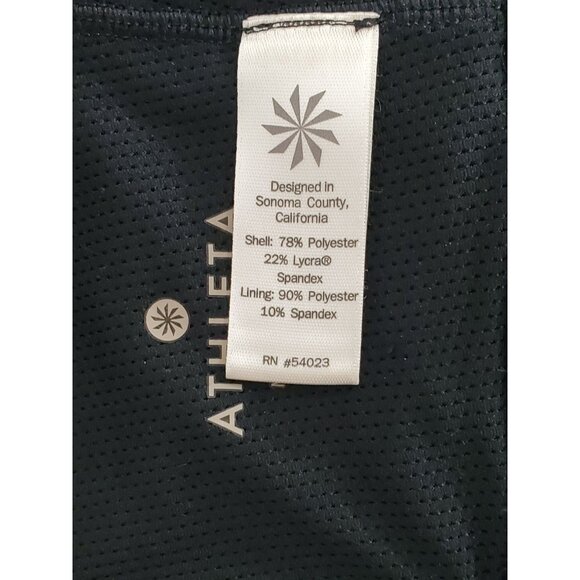 Designed in
Sonoma County,
California
Shell: 78% Polyester
22% Lycra®
Spandex
Lining: 90% Polyester
10% Spandex
RN #54023
ATHLETA